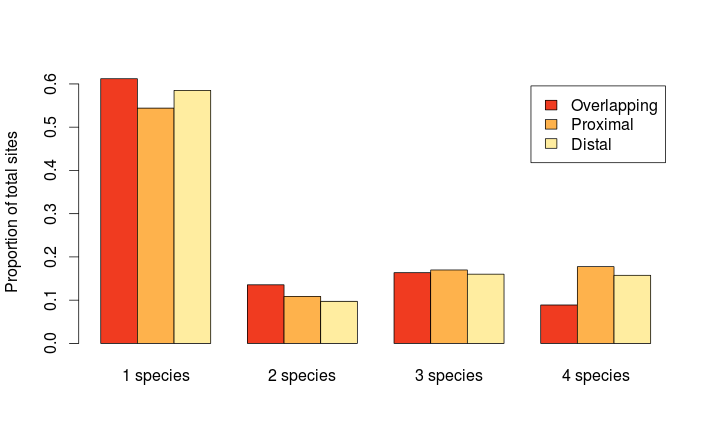 Proportion of total sites
0.6
0.5
0.4
0.3
0.2
0.1
0.0
Overlapping
Proximal
Distal
1 species
2 species
3 species
4 species